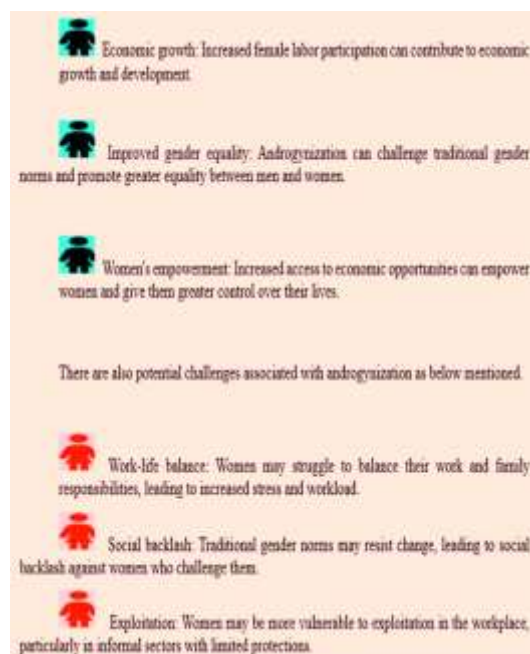 Economic growth: Increased female labor participation can contribute to economic
growth and development.
Improved gender equality: Androgynization can challenge traditional gender
norms and promote greater equality between men and women.
Women's empowerment: Increased access to economic opportunities can empower
women and give them greater control over their lives.
There are also potential challenges associated with androgynization as below mentioned.
Work-life balance: Women may struggle to balance their work and family
responsibilities, leading to increased stress and workload.
Social backlash: Traditional gender norms may resist change, leading to social
backlash against women who challenge them.
Exploitation: Women may be more vulnerable to exploitation in the workplace,
particularly in informal sectors with limited protections.